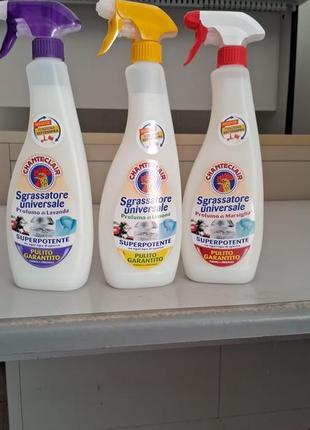 CHANTECLAIR
Sgrassatore
universale
Profumo di Lavanda
SUPERPOTENTE
PULITO
GARANTITO
CHANTECLAIR
Sgrassatore
universale
Profumo di Limone
SUPERPOTENTE
PULITO
GARANTITO
CHANTECLAIR
Sgrassatore
universale
Profumo di Marsiglia
SUPERPOTENTE
PULITO
GARANTITO